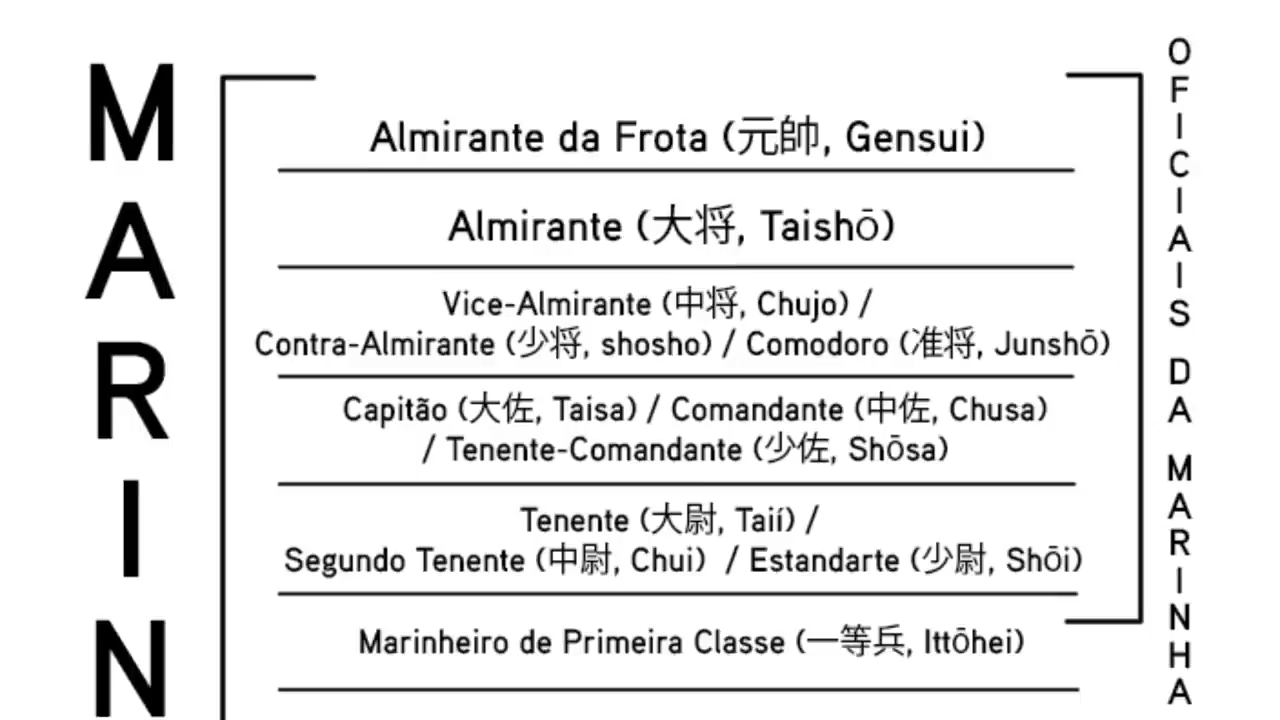 MARIN
Almirante da Frota (元帥, Gensui)
Almirante (大将, Taishō)
Vice-Almirante (中将, Chujo) /
Contra-Almirante (少将, shosho) / Comodoro (准将, Junshō)
Capitão (大佐, Taisa) / Comandante (中佐, Chusa)
/ Tenente-Comandante (少佐, Shōsa)
Tenente (大尉, Taií) /
Segundo Tenente (中尉, Chui) / Estandarte (少尉, Shōi)
Marinheiro de Primeira Classe (一等兵, Ittōhei)
OFICIAIS DA MARINHA